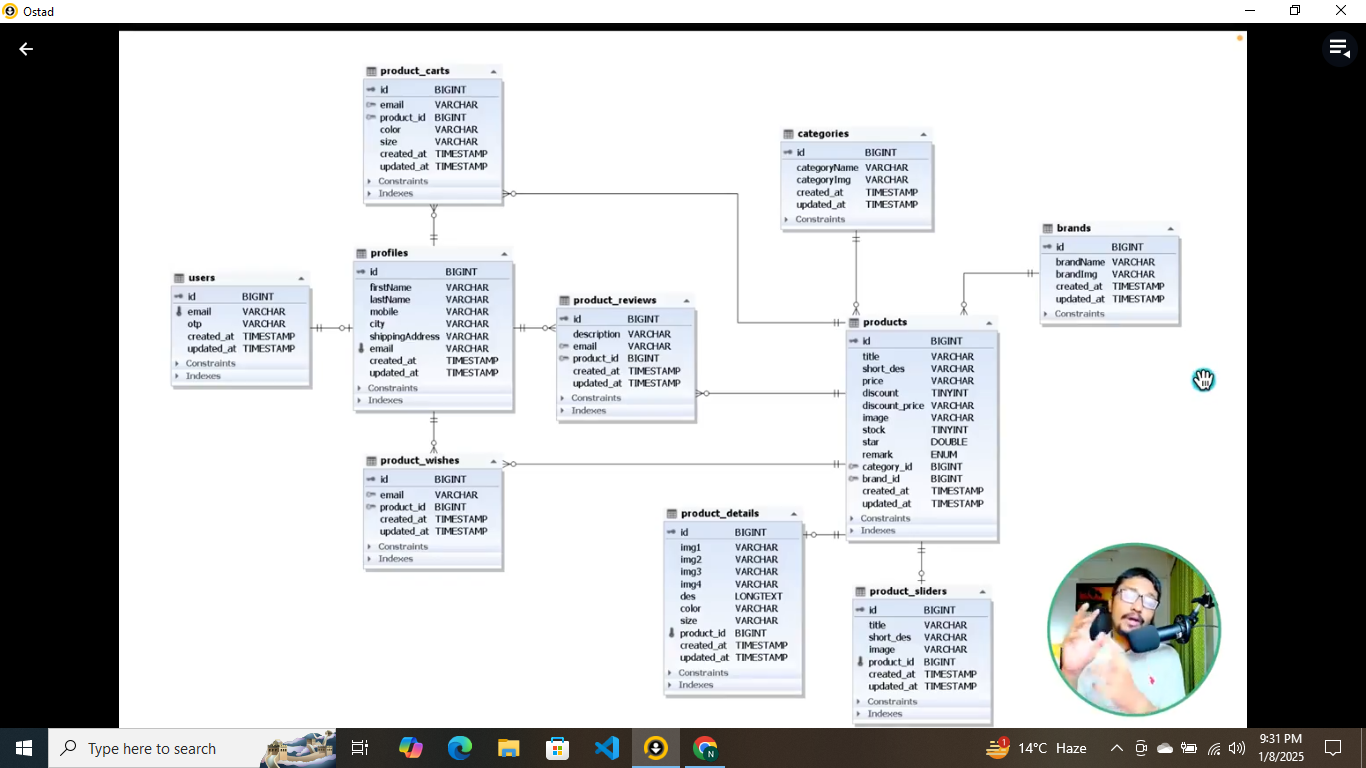 Ostad
product_carts
id BIGINT
email VARCHAR
product_id BIGINT
color VARCHAR
size VARCHAR
created_at TIMESTAMP
updated_at TIMESTAMP
Constraints
Indexes
categories
id BIGINT
categoryName VARCHAR
categoryImg VARCHAR
created_at TIMESTAMP
updated_at TIMESTAMP
Constraints
brands
id BIGINT
brandName VARCHAR
brandImg VARCHAR
created_at TIMESTAMP
updated_at TIMESTAMP
Constraints
users
id BIGINT
email VARCHAR
otp VARCHAR
created_at TIMESTAMP
updated_at TIMESTAMP
Constraints
Indexes
profiles
id BIGINT
firstName VARCHAR
lastName VARCHAR
mobile VARCHAR
city VARCHAR
shippingAddress VARCHAR
email VARCHAR
created_at TIMESTAMP
updated_at TIMESTAMP
Constraints
Indexes
product_reviews
id BIGINT
description VARCHAR
email VARCHAR
product_id BIGINT
created_at TIMESTAMP
updated_at TIMESTAMP
Constraints
Indexes
products
id BIGINT
title VARCHAR
short_des VARCHAR
price VARCHAR
discount TINYINT
discount_price VARCHAR
image VARCHAR
stock TINYINT
star DOUBLE
remark ENUM
category_id BIGINT
brand_id BIGINT
created_at TIMESTAMP
updated_at TIMESTAMP
Constraints
Indexes
product_wishes
id BIGINT
email VARCHAR
product_id BIGINT
created_at TIMESTAMP
updated_at TIMESTAMP
Constraints
Indexes
product_details
id BIGINT
img1 VARCHAR
img2 VARCHAR
img3 VARCHAR
img4 VARCHAR
des LONGTEXT
color VARCHAR
size VARCHAR
product_id BIGINT
created_at TIMESTAMP
updated_at TIMESTAMP
Constraints
Indexes
product_sliders
id BIGINT
title VARCHAR
short_des VARCHAR
image VARCHAR
product_id BIGINT
created_at TIMESTAMP
updated_at TIMESTAMP
Constraints
Indexes
Type here to search
N
1
14°C Haze
9:31 PM
1/8/2025